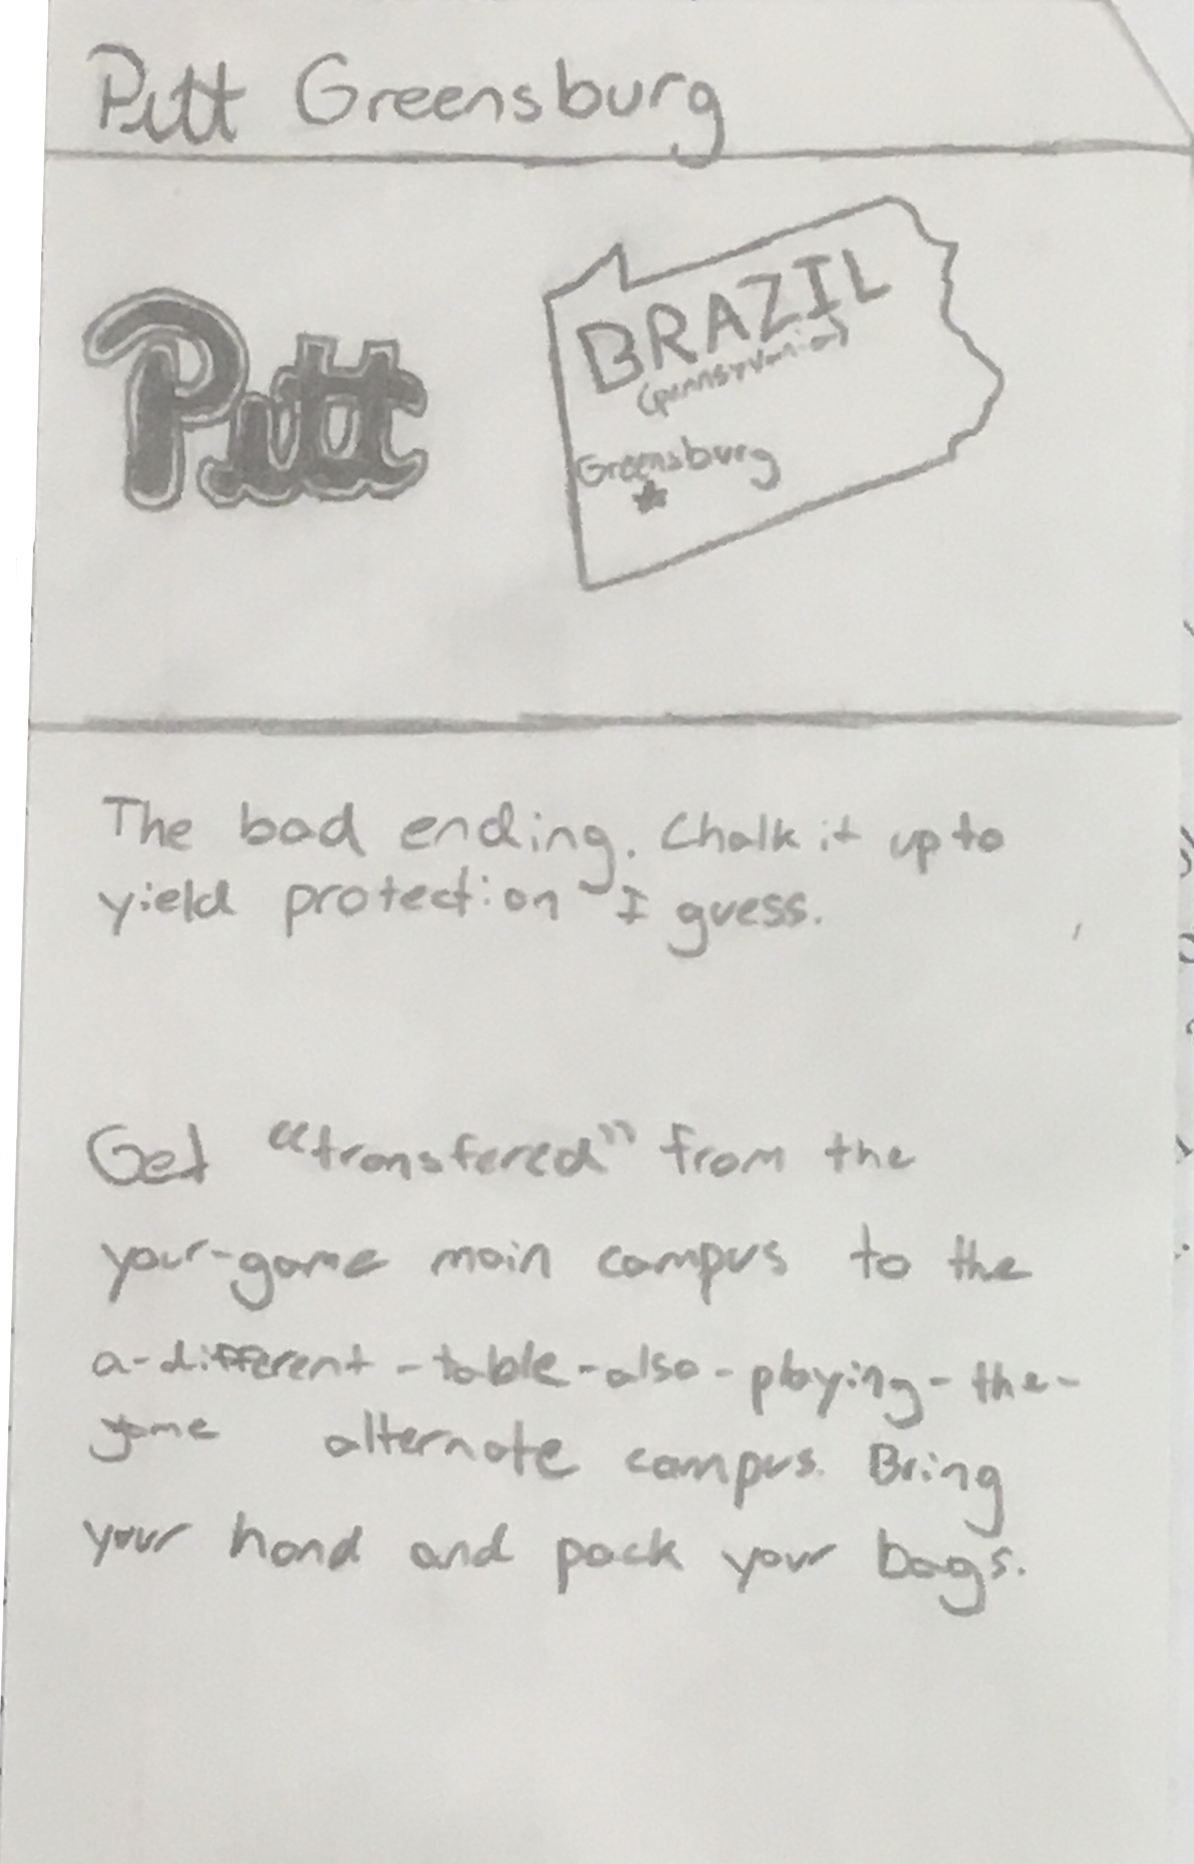 Pitt Greensburg
Pitt
BRAZIL
(pennsylvania)
Greensburg
The bad ending. Chalk it up to
yield protection I guess.
Get "transfered" from the
your-game main campus to the
a-different-table-also-playing-the-
game alternate campus. Bring
your hand and pack your bags.